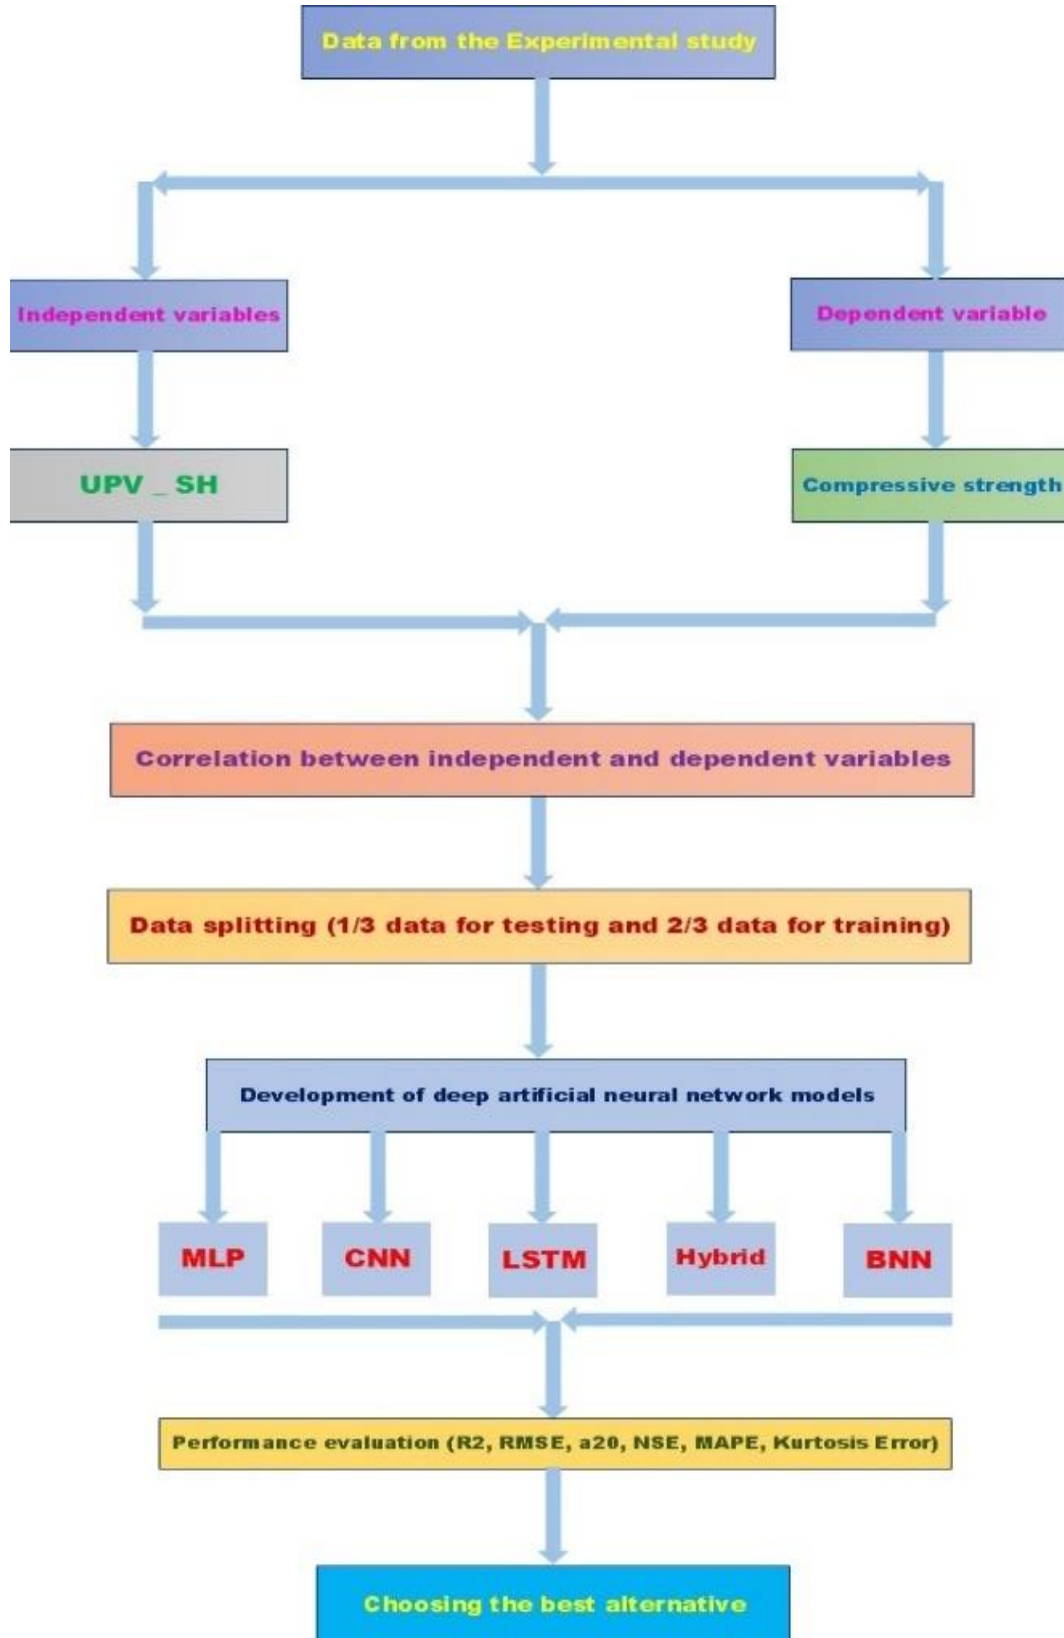 Data from the Experimental study
Independent variables
Dependent variable
UPV _ SH
Compressive strength
Correlation between independent and dependent variables
Data splitting (1/3 data for testing and 2/3 data for training)
Development of deep artificial neural network models
MLP
CNN
LSTM
Hybrid
BNN
Performance evaluation (R2, RMSE, a20, NSE, MAPE, Kurtosis Error)
Choosing the best alternative